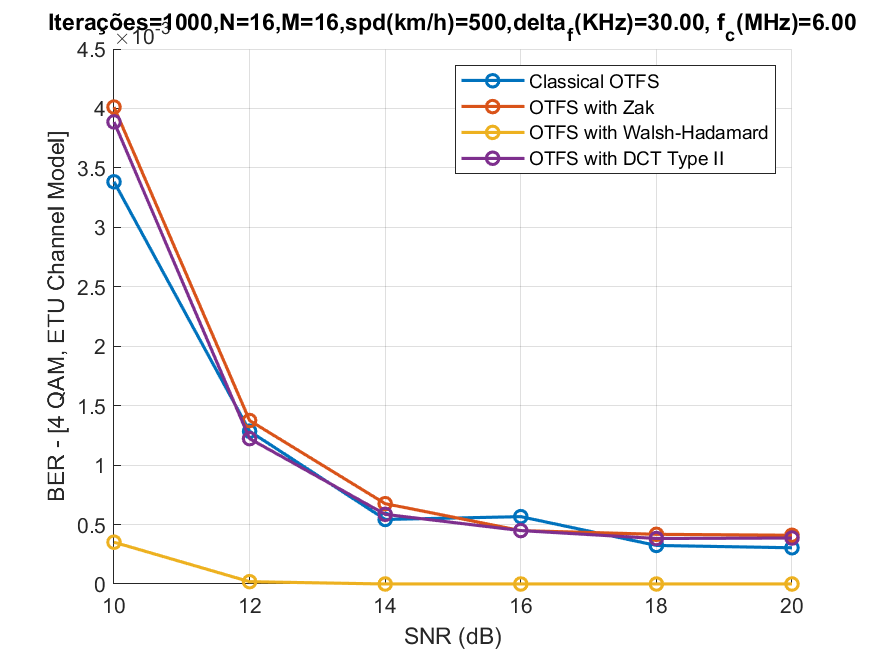 Iterações=1000,N=16,M=16,spd(km/h)=500,delta_f(KHz)=30.00, f_c(MHz)=6.00
×10^-3
4.5
4
3.5
3
2.5
2
1.5
1
0.5
0
BER - [4 QAM, ETU Channel Model]
Classical OTFS
OTFS with Zak
OTFS with Walsh-Hadamard
OTFS with DCT Type II
10 12 14 16 18 20
SNR (dB)